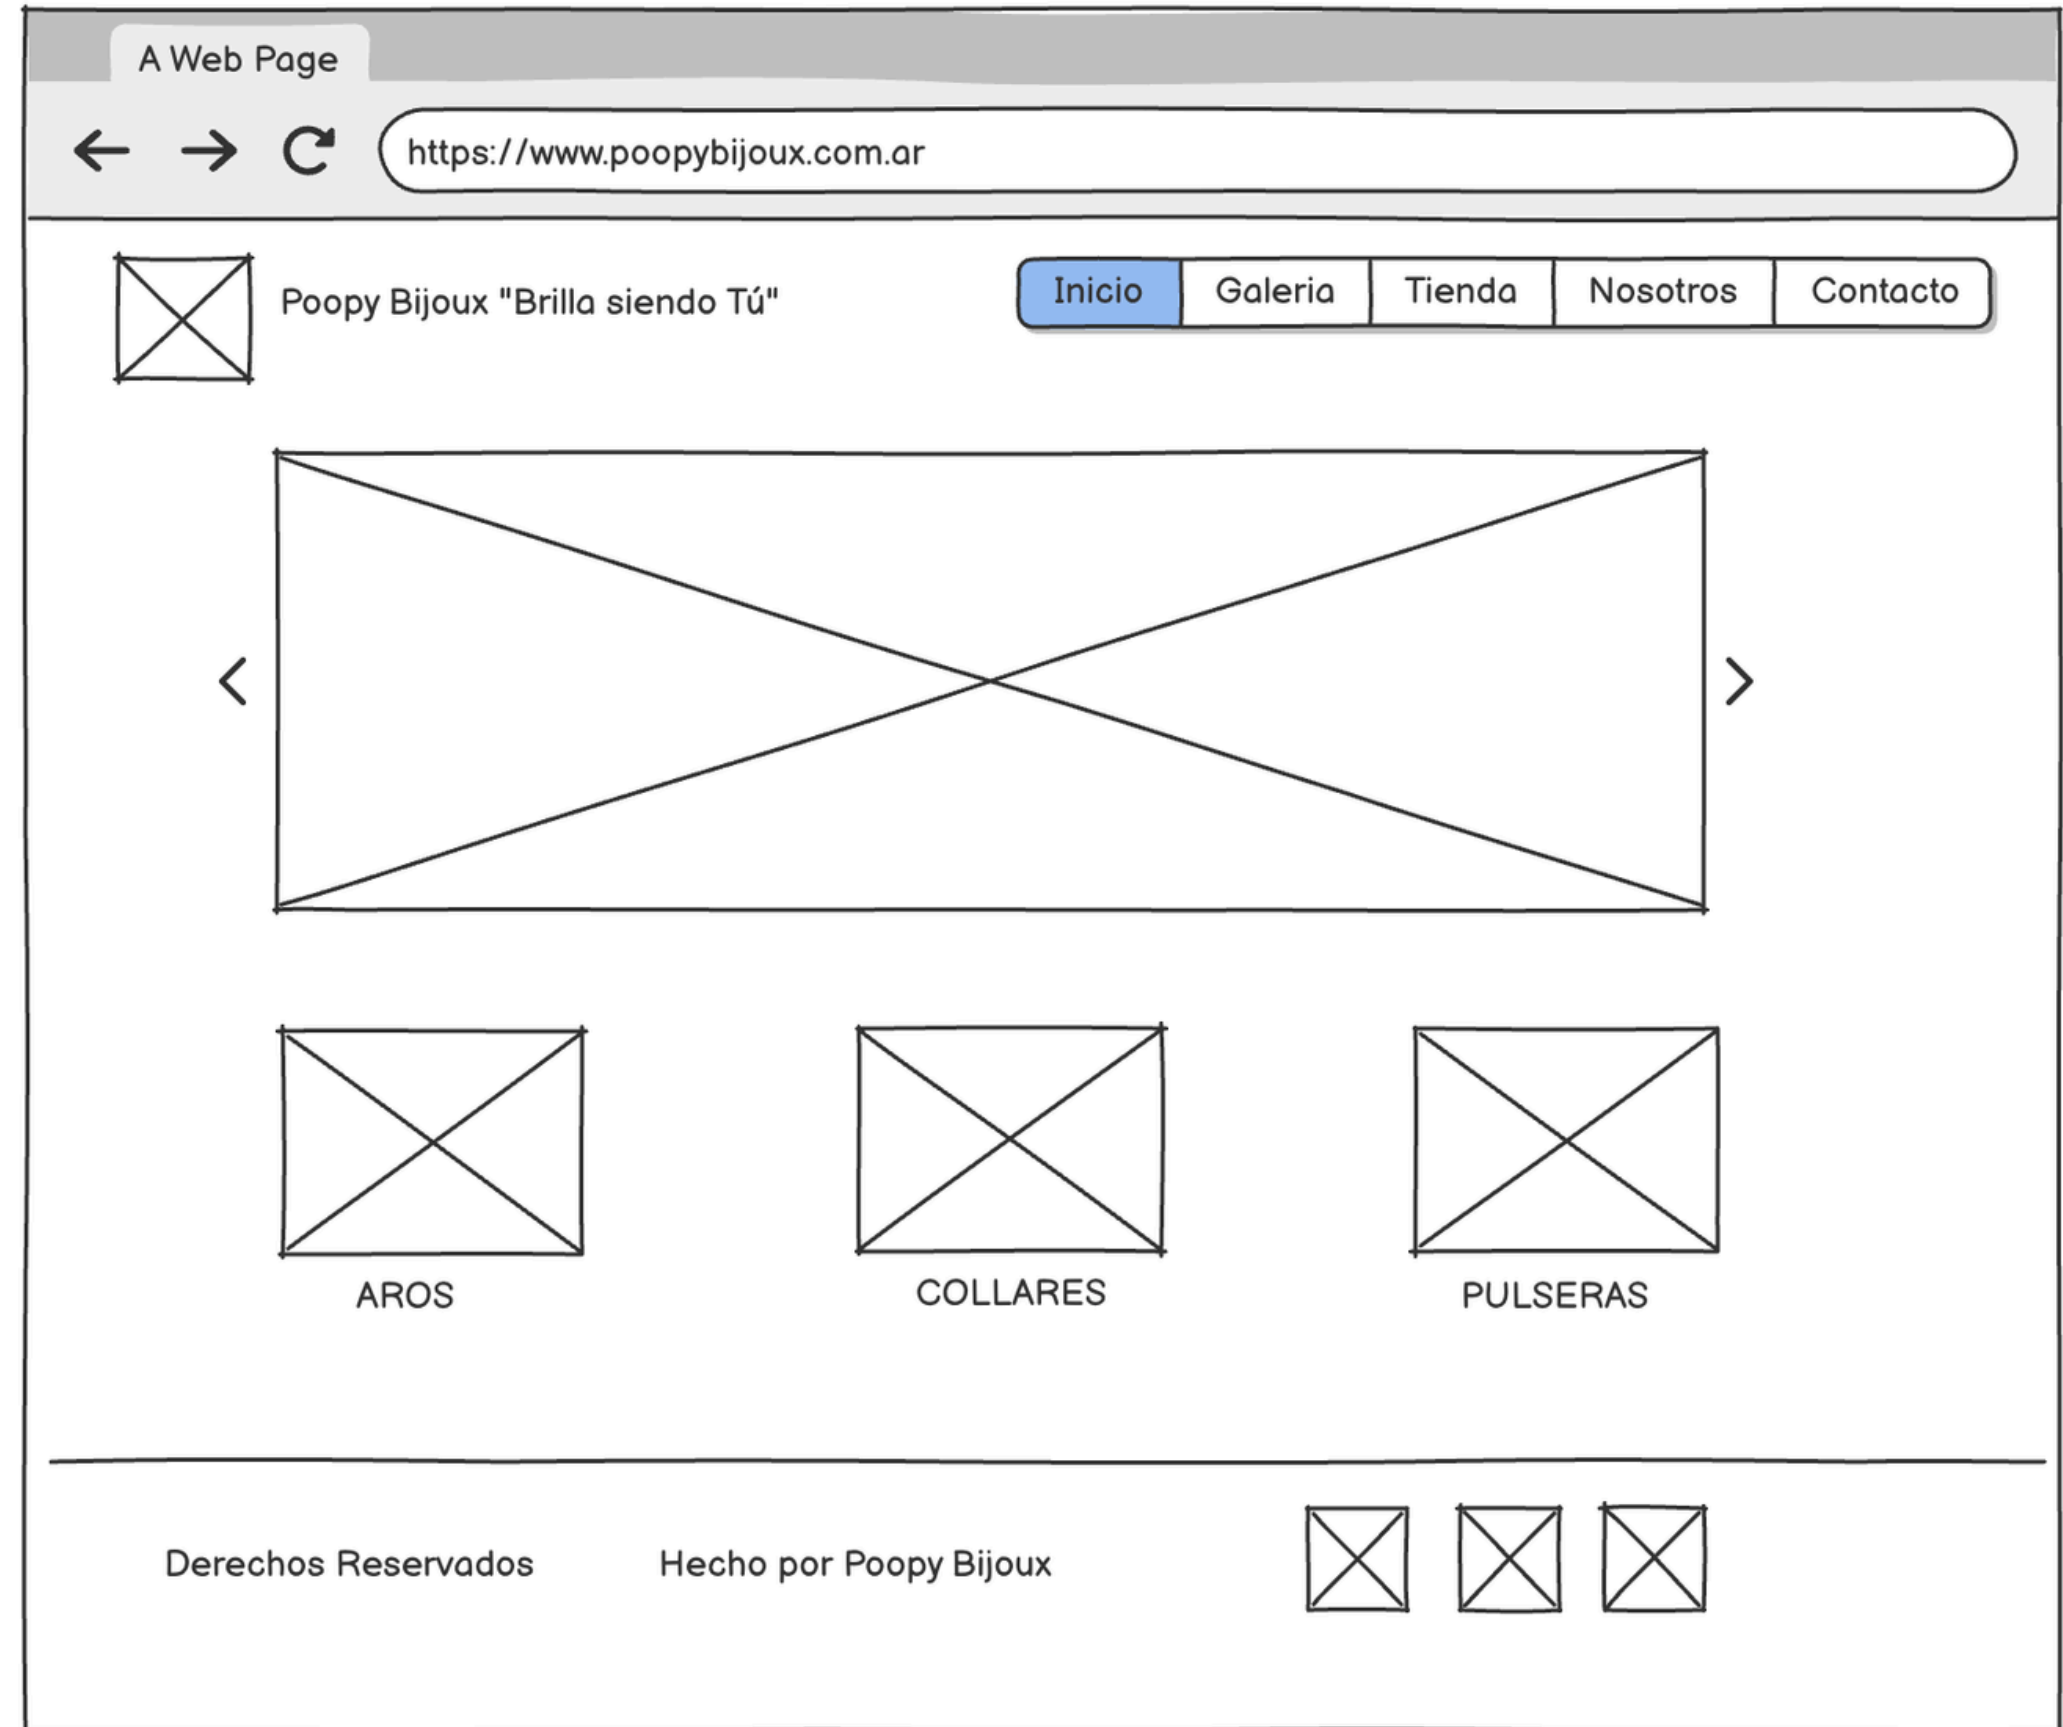 A Web Page
https://www.poopybijoux.com.ar
Poopy Bijoux "Brilla siendo Tú"
Inicio Galeria Tienda Nosotros Contacto
AROS COLLARES PULSERAS
Derechos Reservados Hecho por Poopy Bijoux